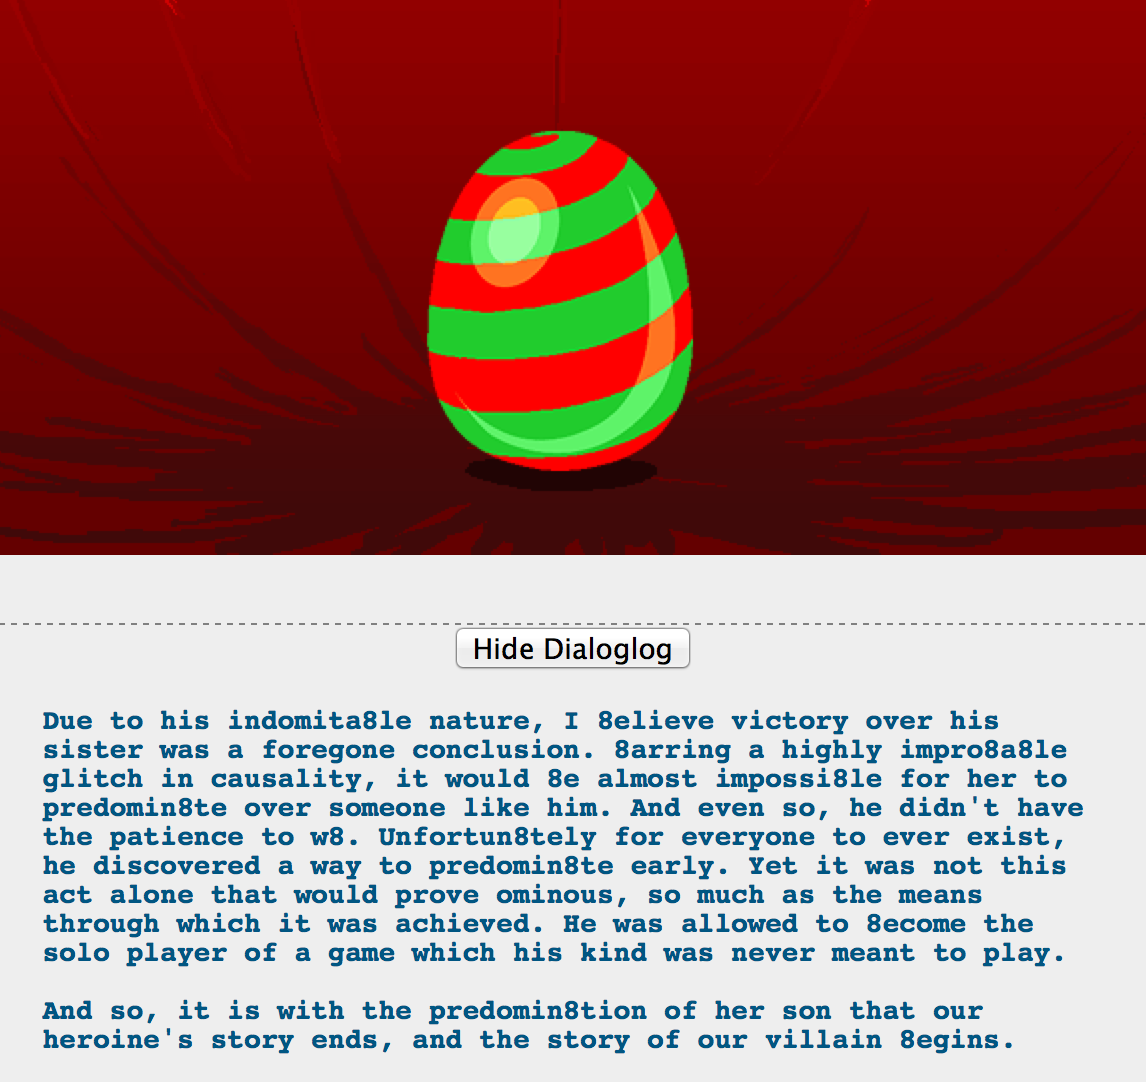 Hide Dialoglog
Due to his indomita8le nature, I 8elieve victory over his
sister was a foregone conclusion. 8arring a highly impro8a8le
glitch in causality, it would 8e almost impossi8le for her to
predomin8te over someone like him. And even so, he didn't have
the patience to w8. Unfortun8tely for everyone to ever exist,
he discovered a way to predomin8te early. Yet it was not this
act alone that would prove ominous, so much as the means
through which it was achieved. He was allowed to 8ecome the
solo player of a game which his kind was never meant to play.
And so, it is with the predomin8tion of her son that our
heroine's story ends, and the story of our villain 8egins.